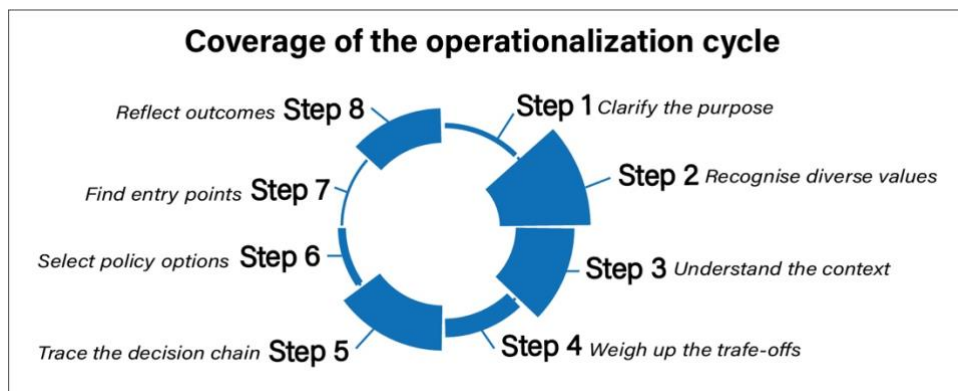 Coverage of the operationalization cycle
Step 1 Clarify the purpose
Step 2 Recognise diverse values
Step 3 Understand the context
Step 4 Weigh up the trafe-offs
Trace the decision chain Step 5
Select policy options Step 6
Find entry points Step 7
Reflect outcomes Step 8